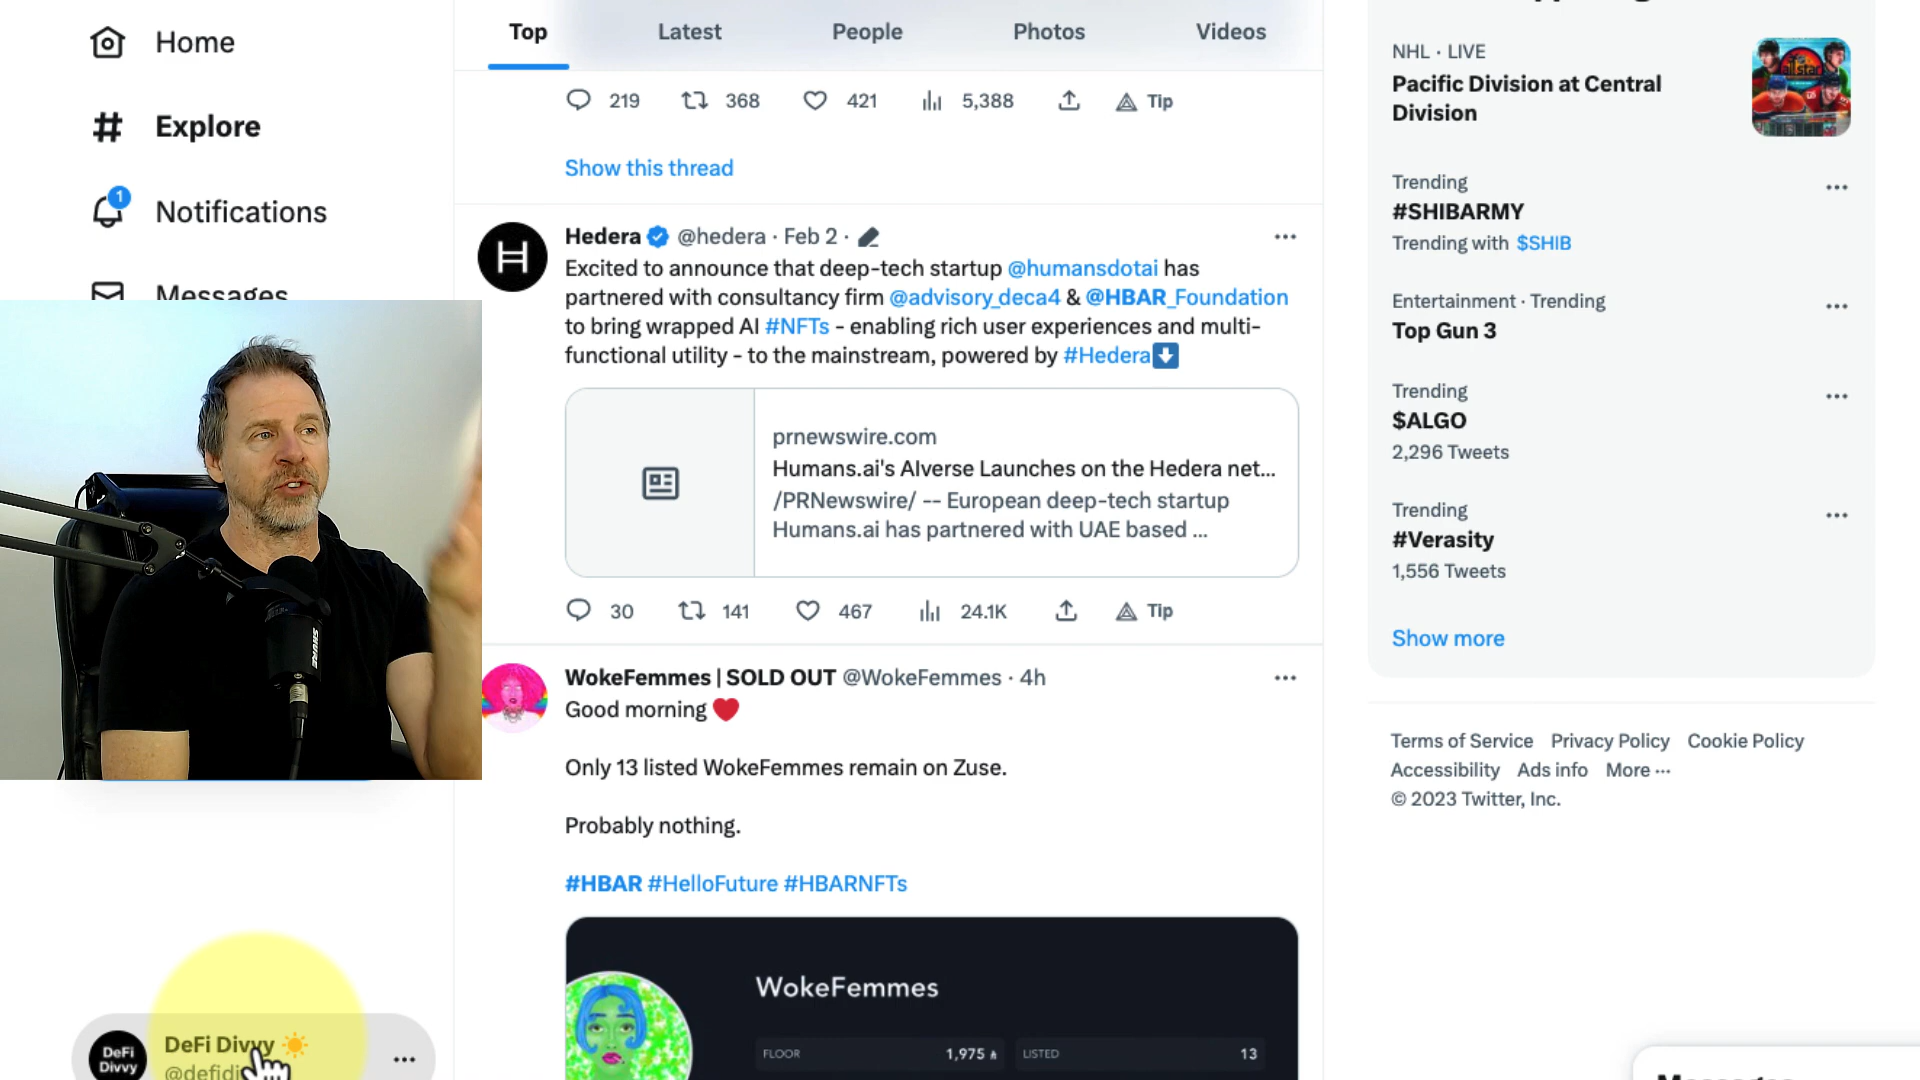 Home
Explore
1
Notifications
Messages
Top
Latest
People
Photos
Videos
219
368
421
5,388
Tip
Show this thread
Hedera @hedera · Feb 2 ·
Excited to announce that deep-tech startup @humansdotai has
partnered with consultancy firm @advisory_deca4 & @HBAR_Foundation
to bring wrapped AI #NFTs - enabling rich user experiences and multi-
functional utility - to the mainstream, powered by #Hedera
prnewswire.com
Humans.ai's AIverse Launches on the Hedera net...
/PRNewswire/ -- European deep-tech startup
Humans.ai has partnered with UAE based ...
30
141
467
24.1K
Tip
WokeFemmes | SOLD OUT @WokeFemmes · 4h
Good morning
Only 13 listed WokeFemmes remain on Zuse.
Probably nothing.
#HBAR #HelloFuture #HBARNFTs
WokeFemmes
FLOOR
1,975
LISTED
13
NHL · LIVE
Pacific Division at Central
Division
Trending
#SHIBARMY
Trending with $SHIB
Entertainment · Trending
Top Gun 3
Trending
$ALGO
2,296 Tweets
Trending
#Verasity
1,556 Tweets
Show more
Terms of Service Privacy Policy Cookie Policy
Accessibility Ads info More ···
© 2023 Twitter, Inc.
SHURE
DeFi
Divvy
DeFi Divvy